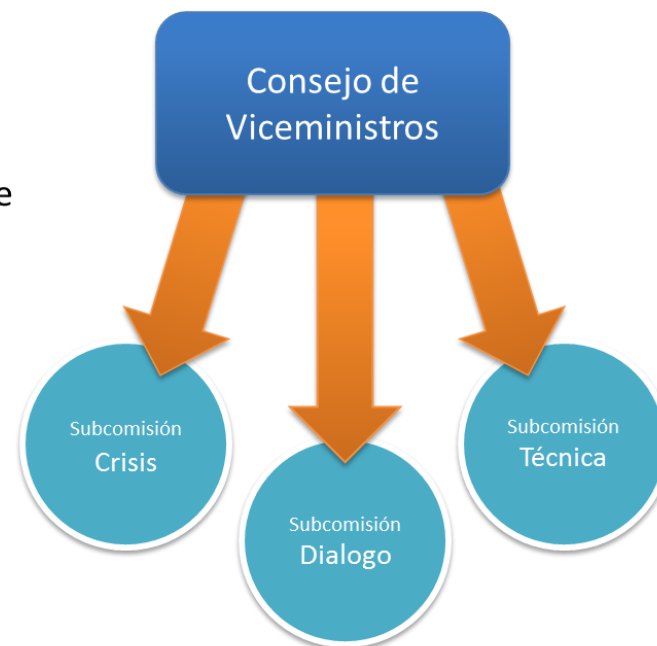 Consejo de
Viceministros
e
Subcomisión
Crisis
Subcomisión
Dialogo
Subcomisión
Técnica